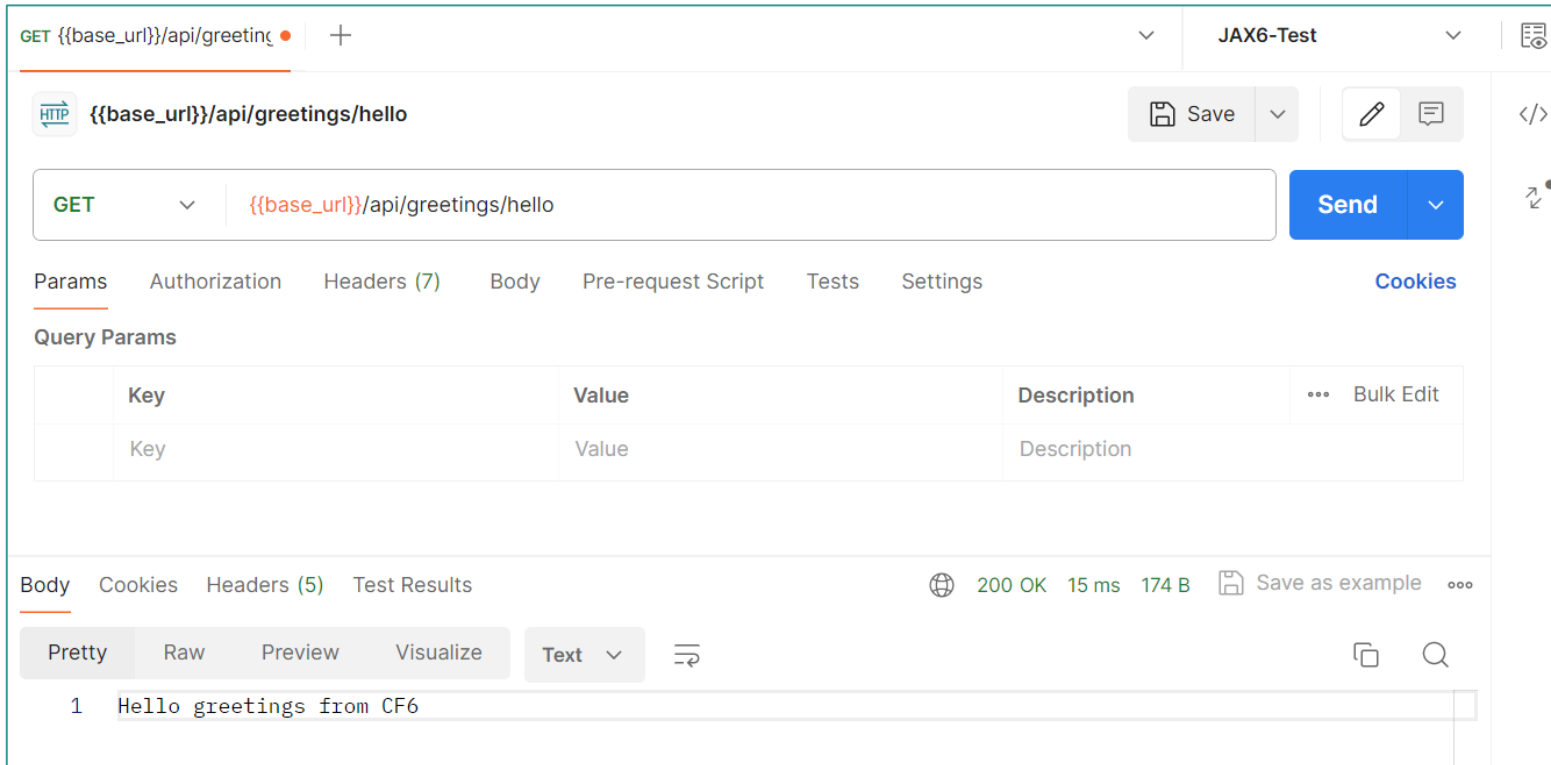 GET {{base_url}}/api/greeting
JAX6-Test
HTTP {{base_url}}/api/greetings/hello
Save
GET {{base_url}}/api/greetings/hello
Send
Params Authorization Headers (7) Body Pre-request Script Tests Settings Cookies
Query Params
Key Value Description Bulk Edit
Key Value Description
Body Cookies Headers (5) Test Results 200 OK 15 ms 174 B Save as example
Pretty Raw Preview Visualize Text
1 Hello greetings from CF6